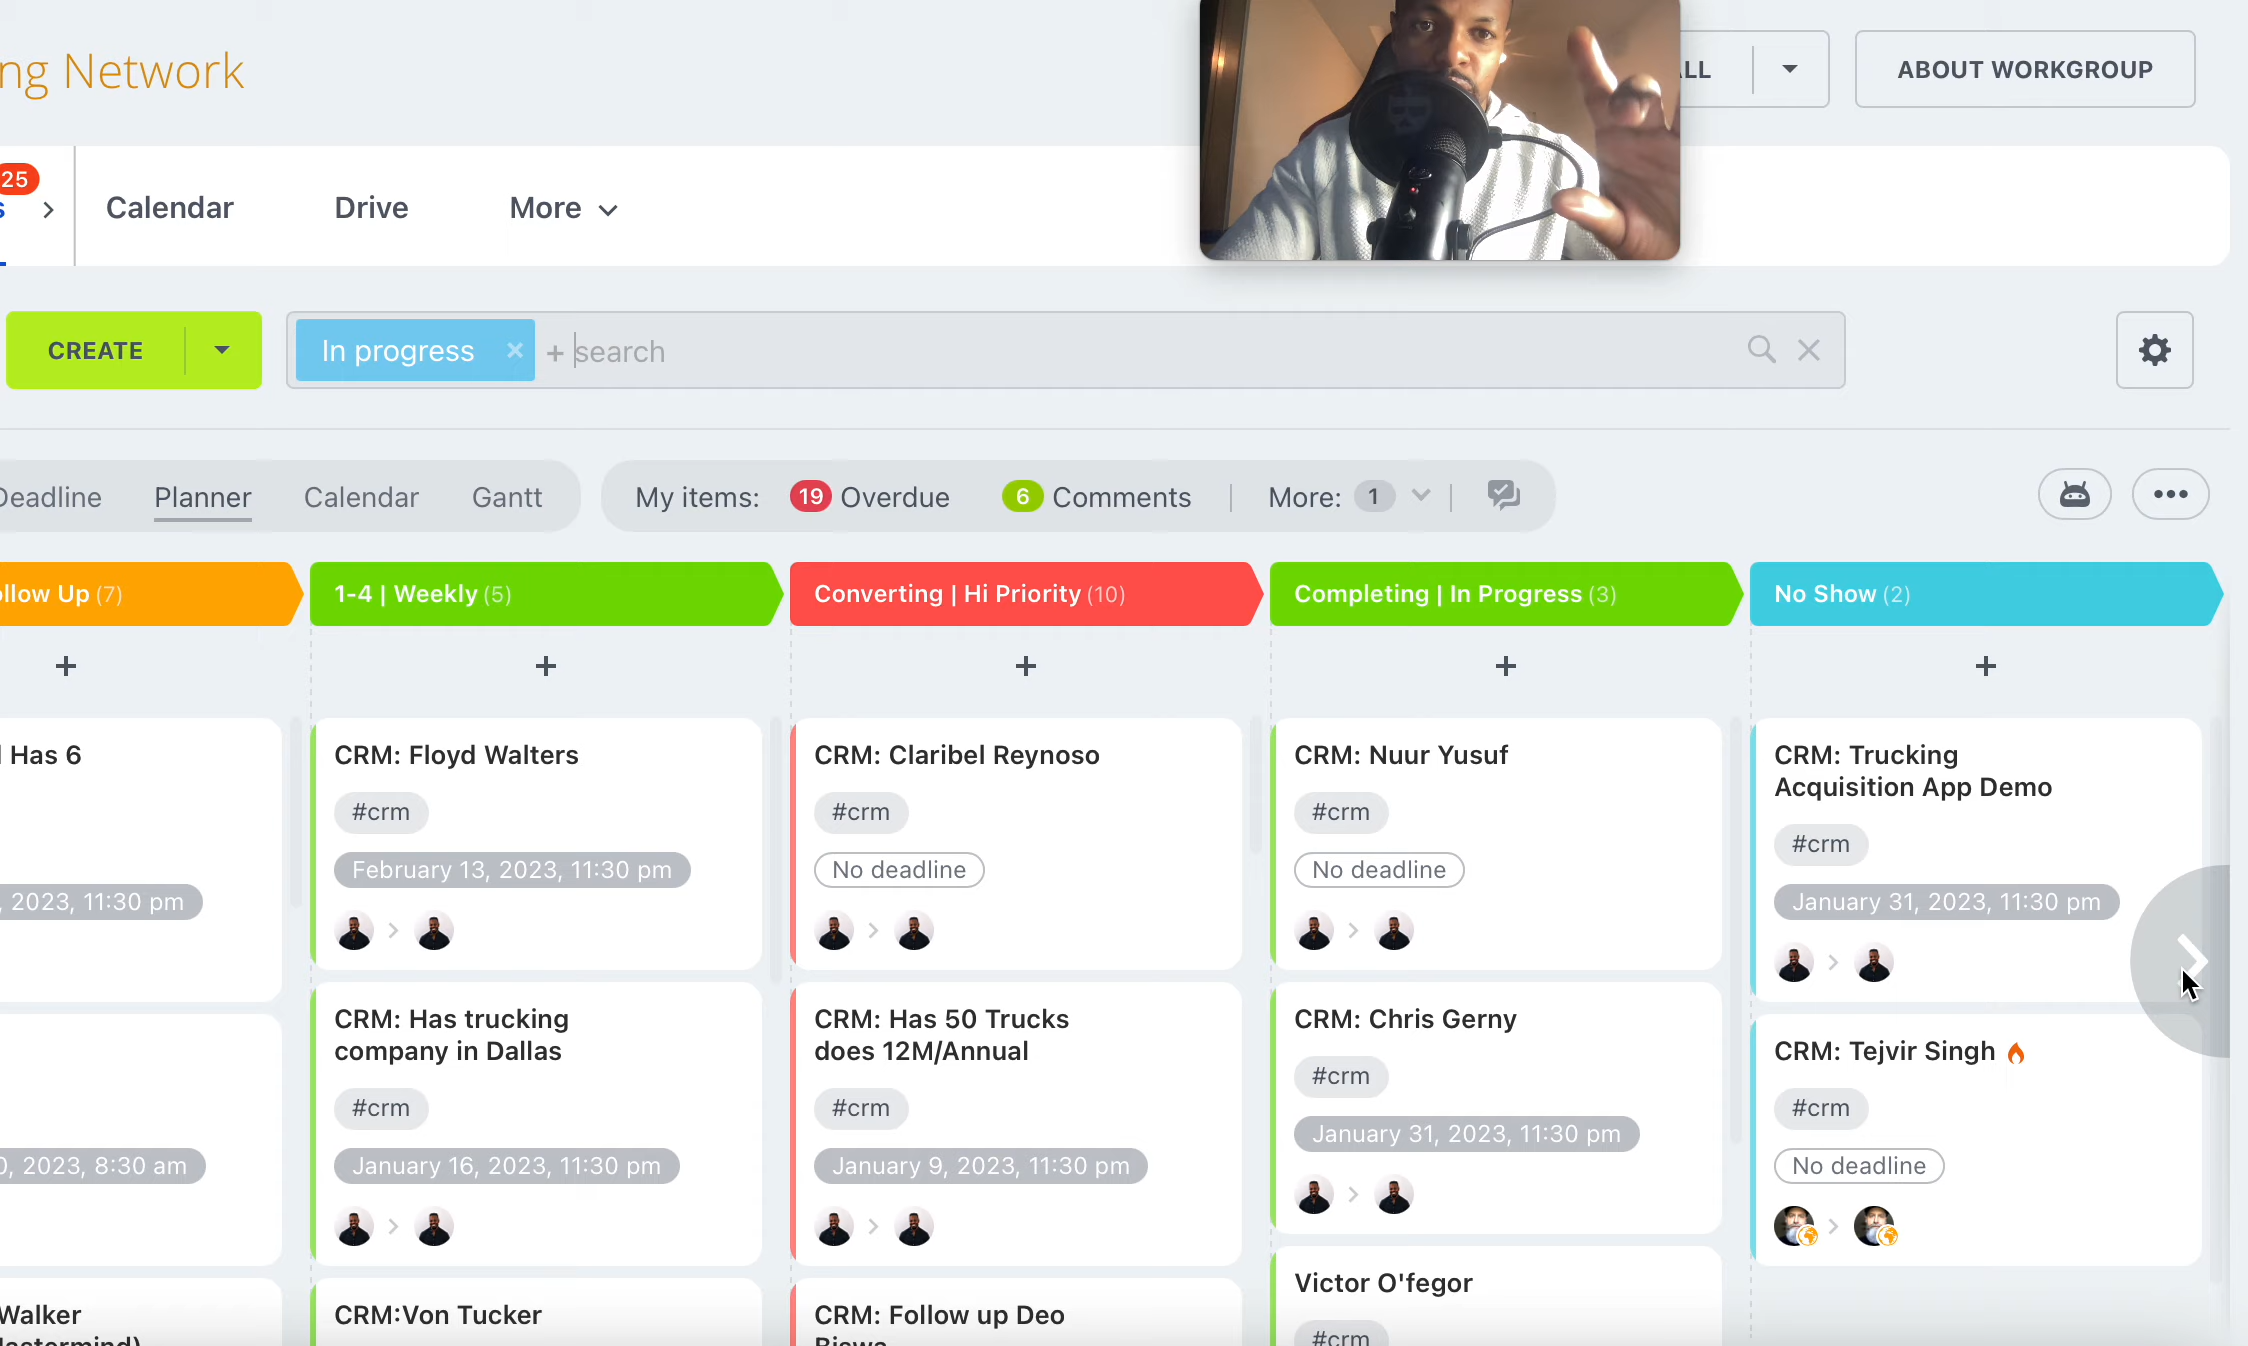 ng Network
ALL
ABOUT WORKGROUP
25
s
Calendar
Drive
More
CREATE
In progress × + search
Deadline
Planner
Calendar
Gantt
My items: 19 Overdue 6 Comments | More: 1 |
ollow Up (7)
1-4 | Weekly (5)
Converting | Hi Priority (10)
Completing | In Progress (3)
No Show (2)
+ + + + +
Has 6
, 2023, 11:30 pm
0, 2023, 8:30 am
Walker
CRM: Floyd Walters
#crm
February 13, 2023, 11:30 pm
CRM: Has trucking
company in Dallas
#crm
January 16, 2023, 11:30 pm
CRM:Von Tucker
CRM: Claribel Reynoso
#crm
No deadline
CRM: Has 50 Trucks
does 12M/Annual
#crm
January 9, 2023, 11:30 pm
CRM: Follow up Deo
CRM: Nuur Yusuf
#crm
No deadline
CRM: Chris Gerny
#crm
January 31, 2023, 11:30 pm
Victor O'fegor
#crm
CRM: Trucking
Acquisition App Demo
#crm
January 31, 2023, 11:30 pm
CRM: Tejvir Singh
#crm
No deadline